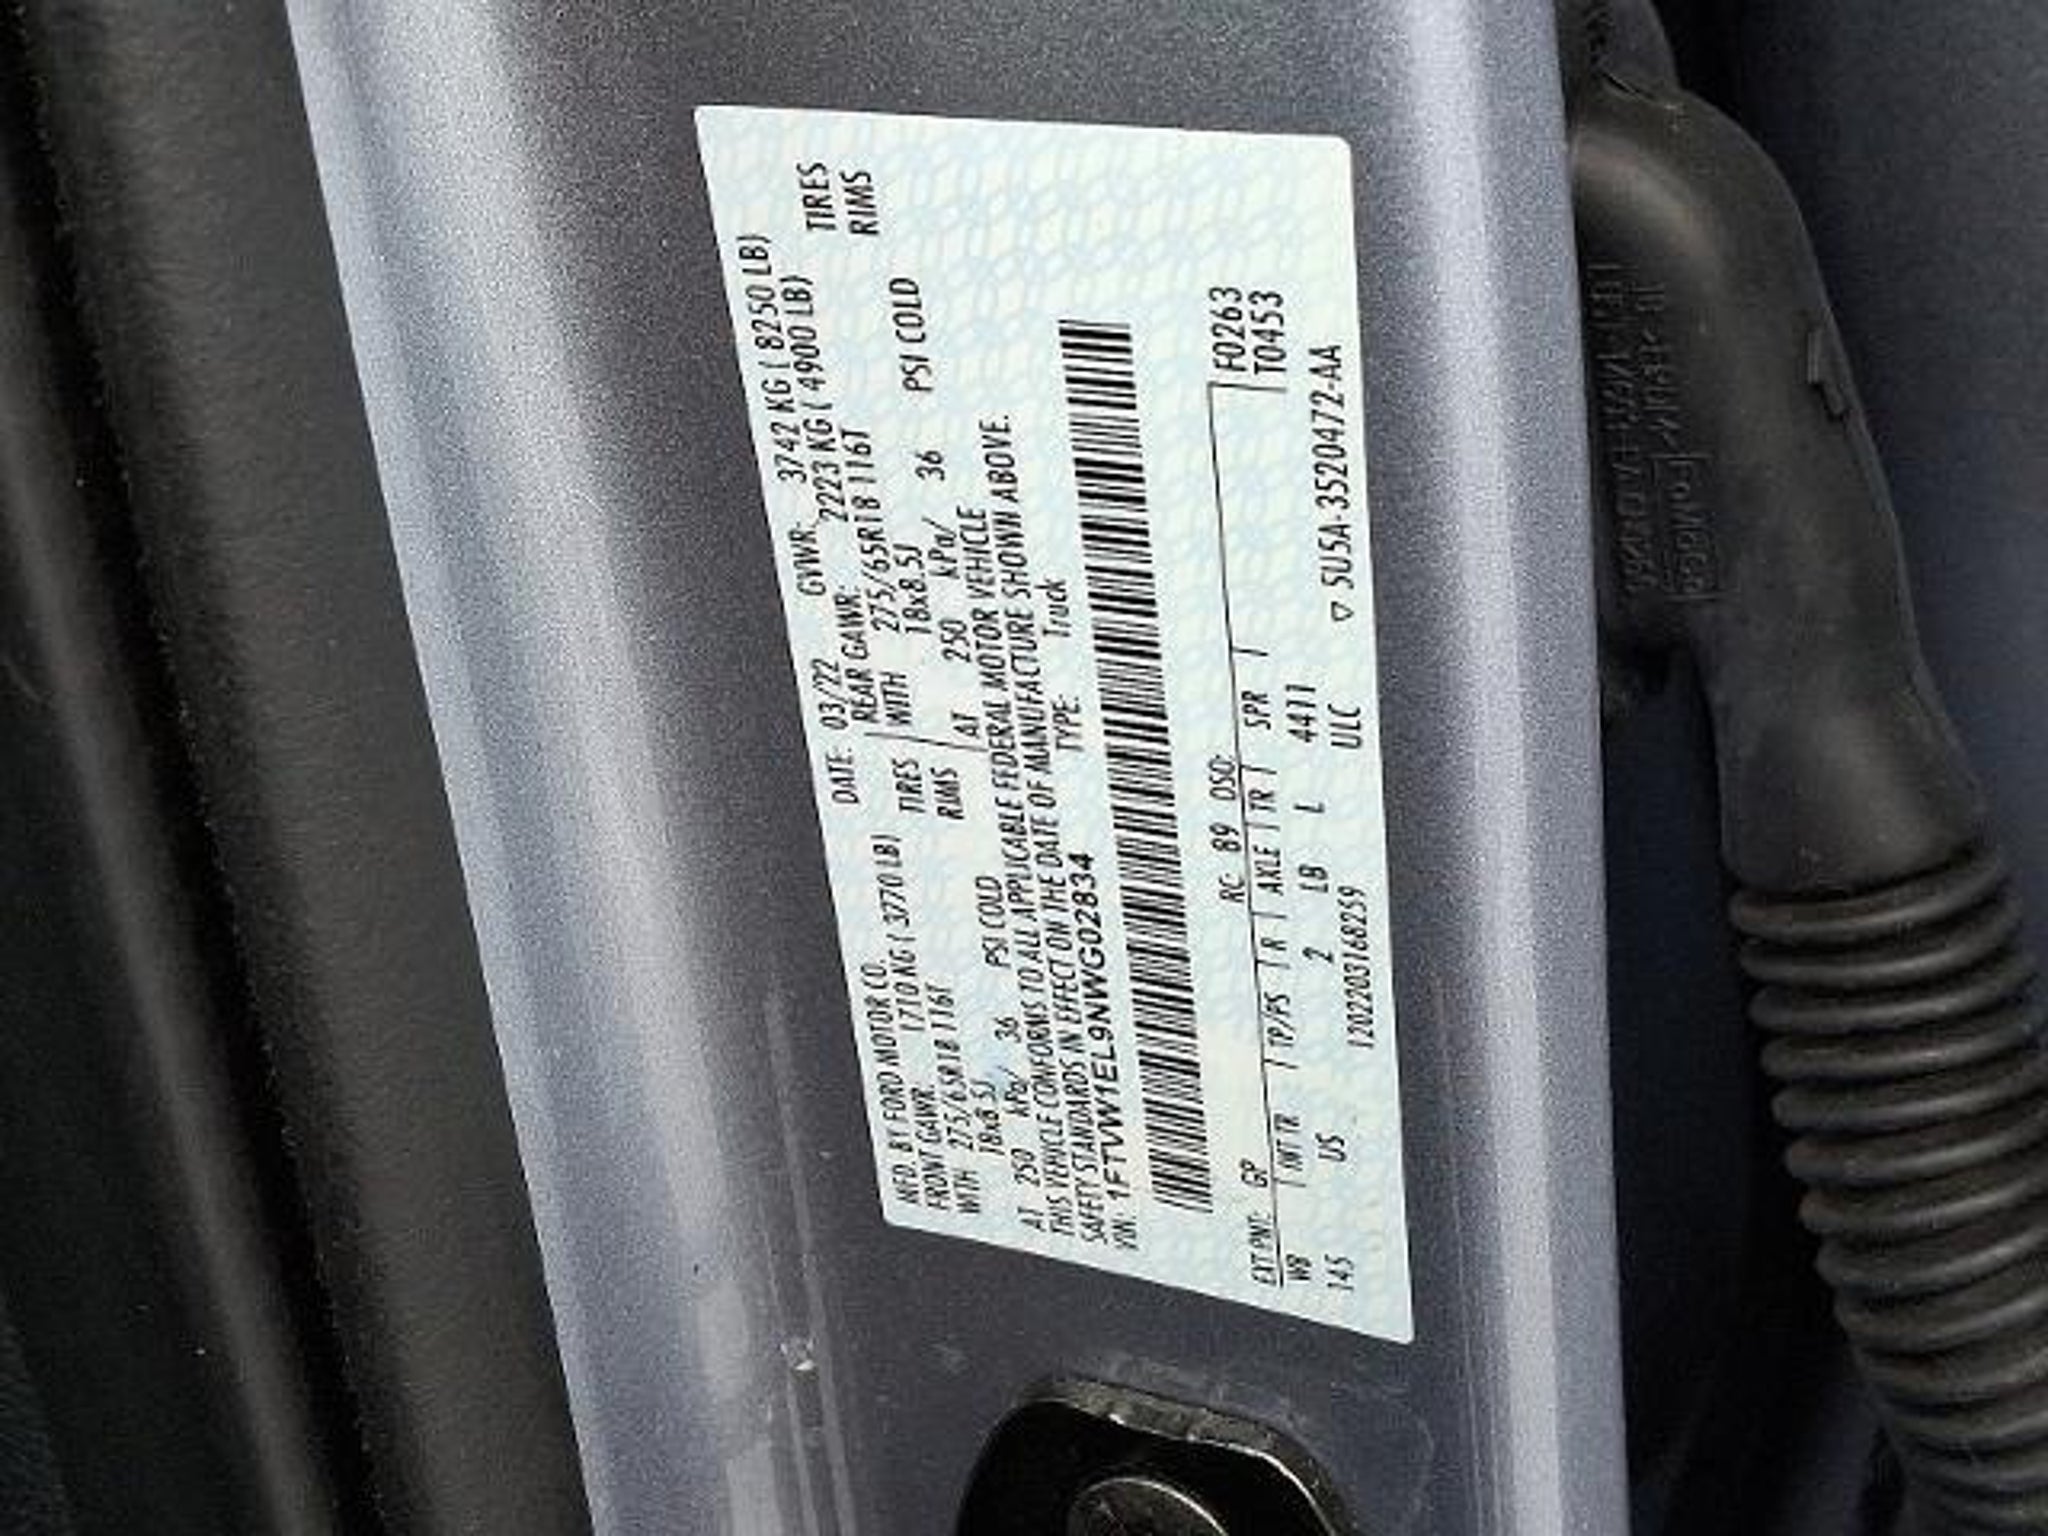 MFD. BY FORD MOTOR CO. DATE: 03/22 GVWR: 3742 KG ( 8250 LB)
FRONT GAWR: 1710 KG ( 3770 LB) REAR GAWR: 2223 KG ( 4900 LB)
WITH 275/65R18 116T TIRES WITH 275/65R18 116T TIRES
18x8.5J RIMS 18x8.5J RIMS
AT 250 kPa/ 36 PSI COLD AT 250 kPa/ 36 PSI COLD
THIS VEHICLE CONFORMS TO ALL APPLICABLE FEDERAL MOTOR VEHICLE
SAFETY STANDARDS IN EFFECT ON THE DATE OF MANUFACTURE SHOWN ABOVE.
VIN: 1FTVW1EL9NWG02834 TYPE: Truck
EXT PNT: GP RC: 89 DSO: F0263
WB INT TR TP/PS R AXLE TR SPR T0453
145 US 2 LB L 4411
ULC
1202203168259 ▽ 5U5A-3520472-AA